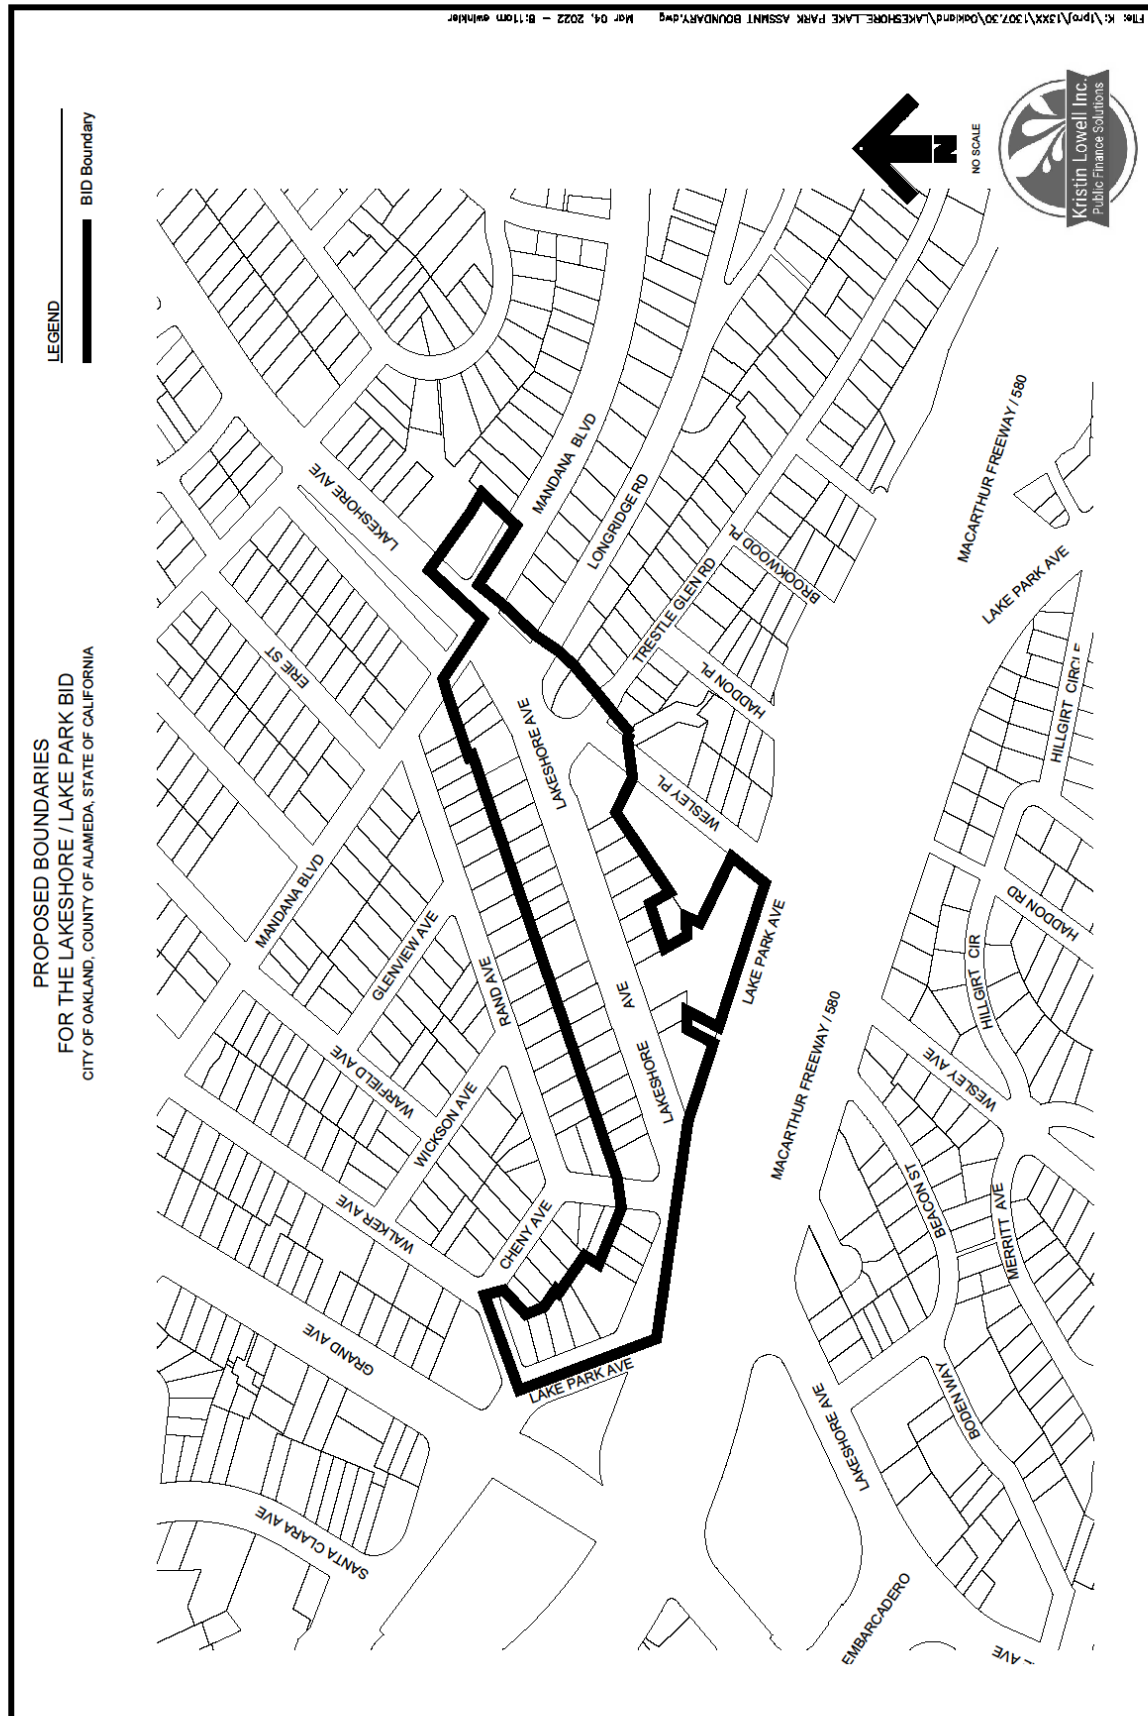 File: K:\1proj\13XX\1307.30\Oakland\LAKESHORE_LAKE PARK ASSMNT BOUNDARY.dwg Mar 04, 2022 - 8:11am ewinkler
PROPOSED BOUNDARIES
FOR THE LAKESHORE / LAKE PARK BID
CITY OF OAKLAND, COUNTY OF ALAMEDA, STATE OF CALIFORNIA
LEGEND
BID Boundary
N
NO SCALE
Kristin Lowell Inc.
Public Finance Solutions
LAKESHORE AVE
MANDANA BLVD
LONGRIDGE RD
ERIE ST
TRESTLE GLEN RD
BROOKWOOD PL
HADDON PL
MACARTHUR FREEWAY / 580
LAKE PARK AVE
HILLGIRT CIRCLE
LAKESHORE AVE
WESLEY PL
MANDANA BLVD
GLENVIEW AVE
RAND AVE
WARFIELD AVE
WICKSON AVE
LAKESHORE
AVE
LAKE PARK AVE
HADDON RD
HILLGIRT CIR
MACARTHUR FREEWAY / 580
WESLEY AVE
WALKER AVE
CHENY AVE
BEACON ST
MERRITT AVE
GRAND AVE
LAKE PARK AVE
LAKESHORE AVE
BODEN WAY
SANTA CLARA AVE
EMBARCADERO
AVE